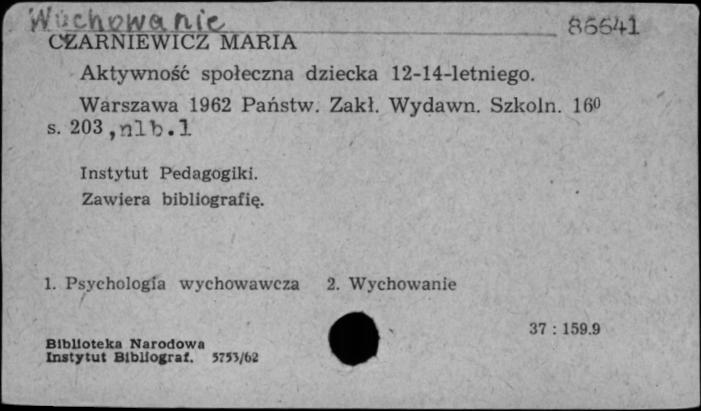 Wychowanie 86641
CZARNIEWICZ MARIA
Aktywność społeczna dziecka 12-14-letniego.
Warszawa 1962 Państw. Zakł. Wydawn. Szkoln. 16⁰
s. 203, nlb. 1
Instytut Pedagogiki.
Zawiera bibliografię.
1. Psychologia wychowawcza 2. Wychowanie
37 : 159.9
Biblioteka Narodowa
Instytut Bibliograf. 5753/62